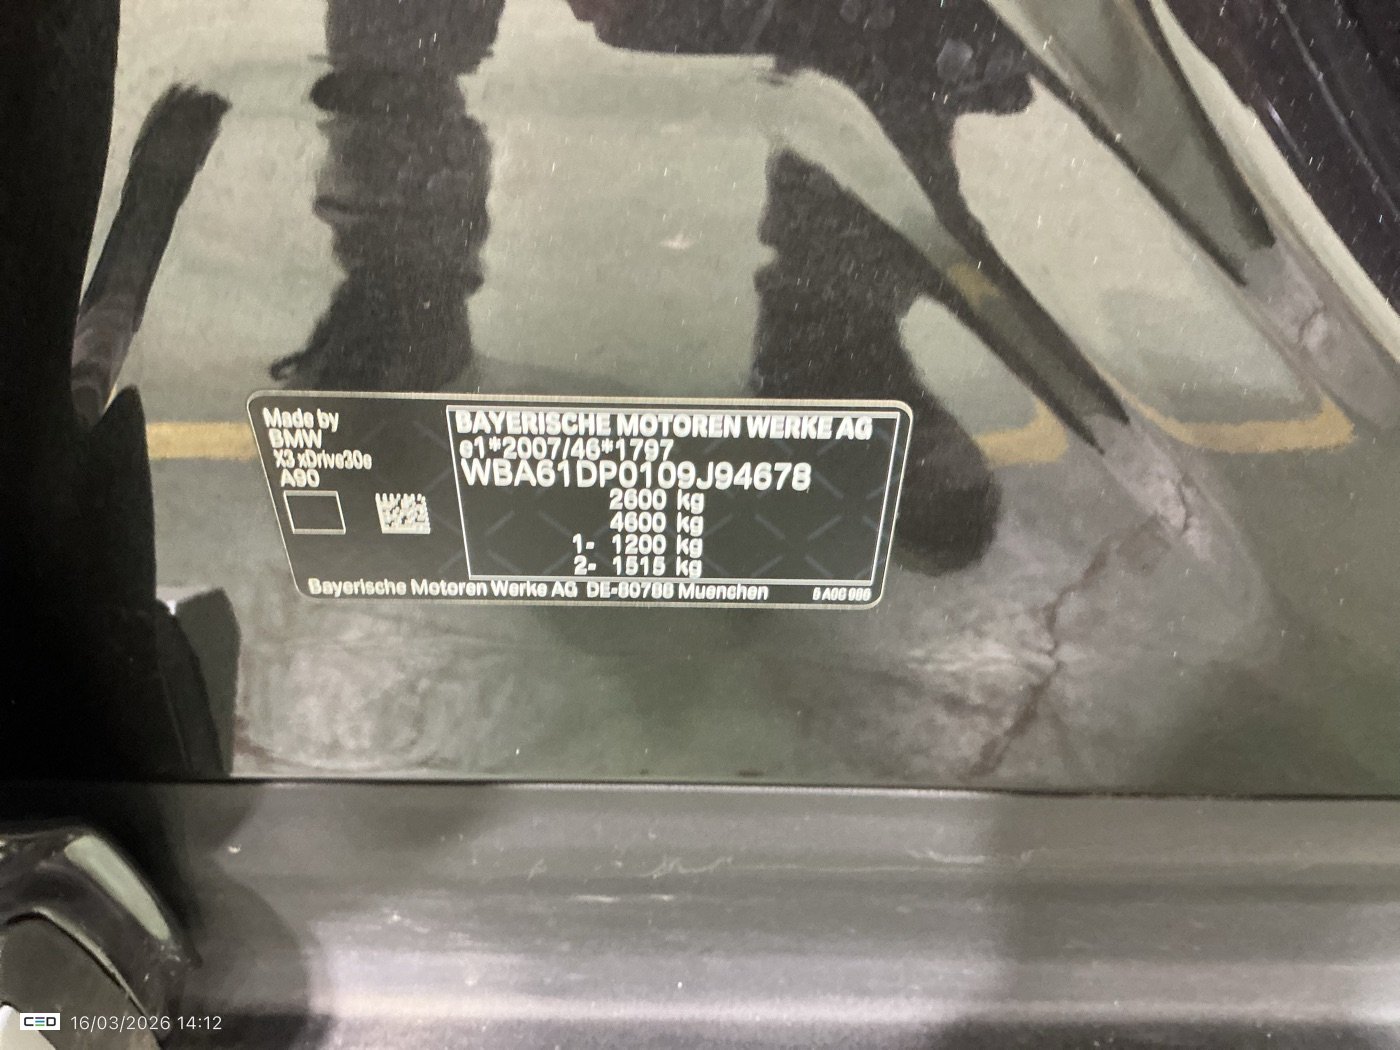 Made by
BMW
X3 xDrive30e
A90
BAYERISCHE MOTOREN WERKE AG
e1*2007/46*1797
WBA61DP0109J94678
2600 kg
4600 kg
1- 1200 kg
2- 1515 kg
Bayerische Motoren Werke AG DE-80788 Muenchen
CED 16/03/2026 14:12